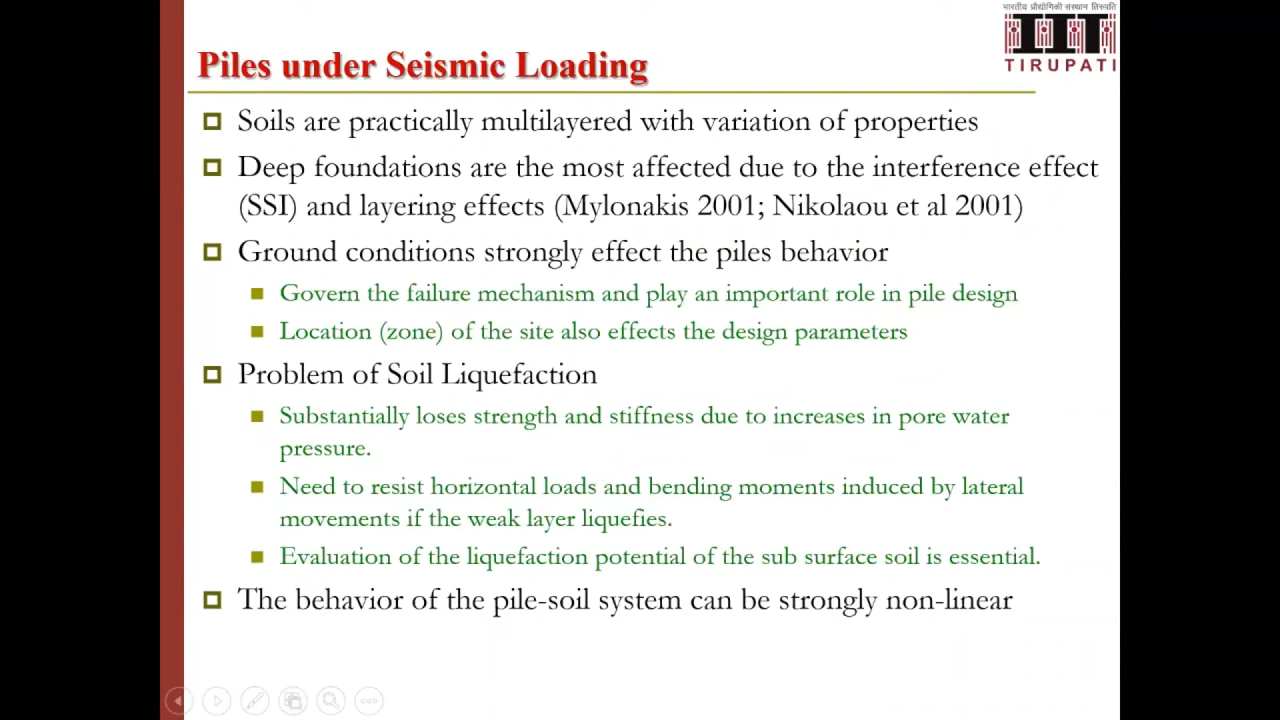 भारतीय प्रौद्योगिकी संस्थान तिरुपति
IIT
TIRUPATI
Piles under Seismic Loading
Soils are practically multilayered with variation of properties
Deep foundations are the most affected due to the interference effect
(SSI) and layering effects (Mylonakis 2001; Nikolaou et al 2001)
Ground conditions strongly effect the piles behavior
Govern the failure mechanism and play an important role in pile design
Location (zone) of the site also effects the design parameters
Problem of Soil Liquefaction
Substantially loses strength and stiffness due to increases in pore water
pressure.
Need to resist horizontal loads and bending moments induced by lateral
movements if the weak layer liquefies.
Evaluation of the liquefaction potential of the sub surface soil is essential.
The behavior of the pile-soil system can be strongly non-linear